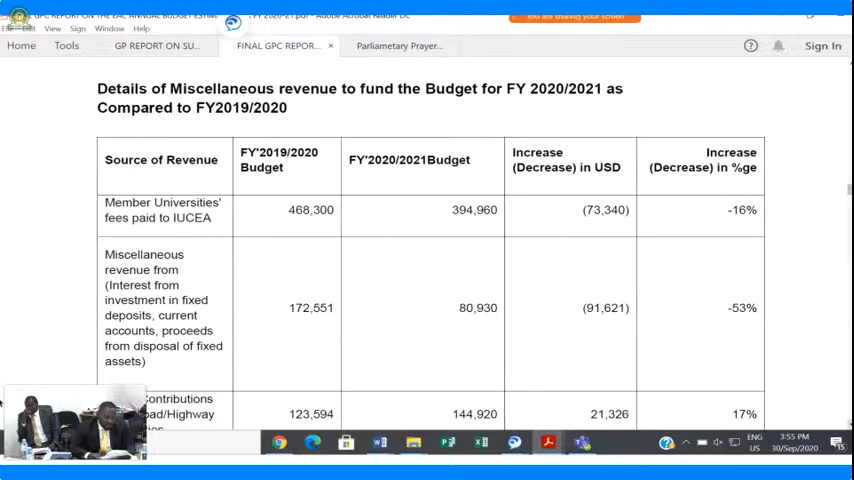 FINAL GPC REPORT ON THE EAC ANNUAL BUDGET ESTIM
FY 2020-21.pdf - Adobe Acrobat Reader DC
You are sharing your screen
File Edit View Sign Window Help
Home Tools GP REPORT ON SU... FINAL GPC REPOR... × Parliametary Prayer... Sign In
Details of Miscellaneous revenue to fund the Budget for FY 2020/2021 as
Compared to FY2019/2020
Source of Revenue
FY'2019/2020
Budget
FY'2020/2021Budget
Increase
(Decrease) in USD
Increase
(Decrease) in %ge
Member Universities'
fees paid to IUCEA
468,300 394,960 (73,340) -16%
Miscellaneous
revenue from
(Interest from
investment in fixed
deposits, current
accounts, proceeds
from disposal of fixed
assets)
172,551 80,930 (91,621) -53%
Contributions
oad/Highway
123,594 144,920 21,326 17%
ENG
US
3:55 PM
30/Sep/2020
15